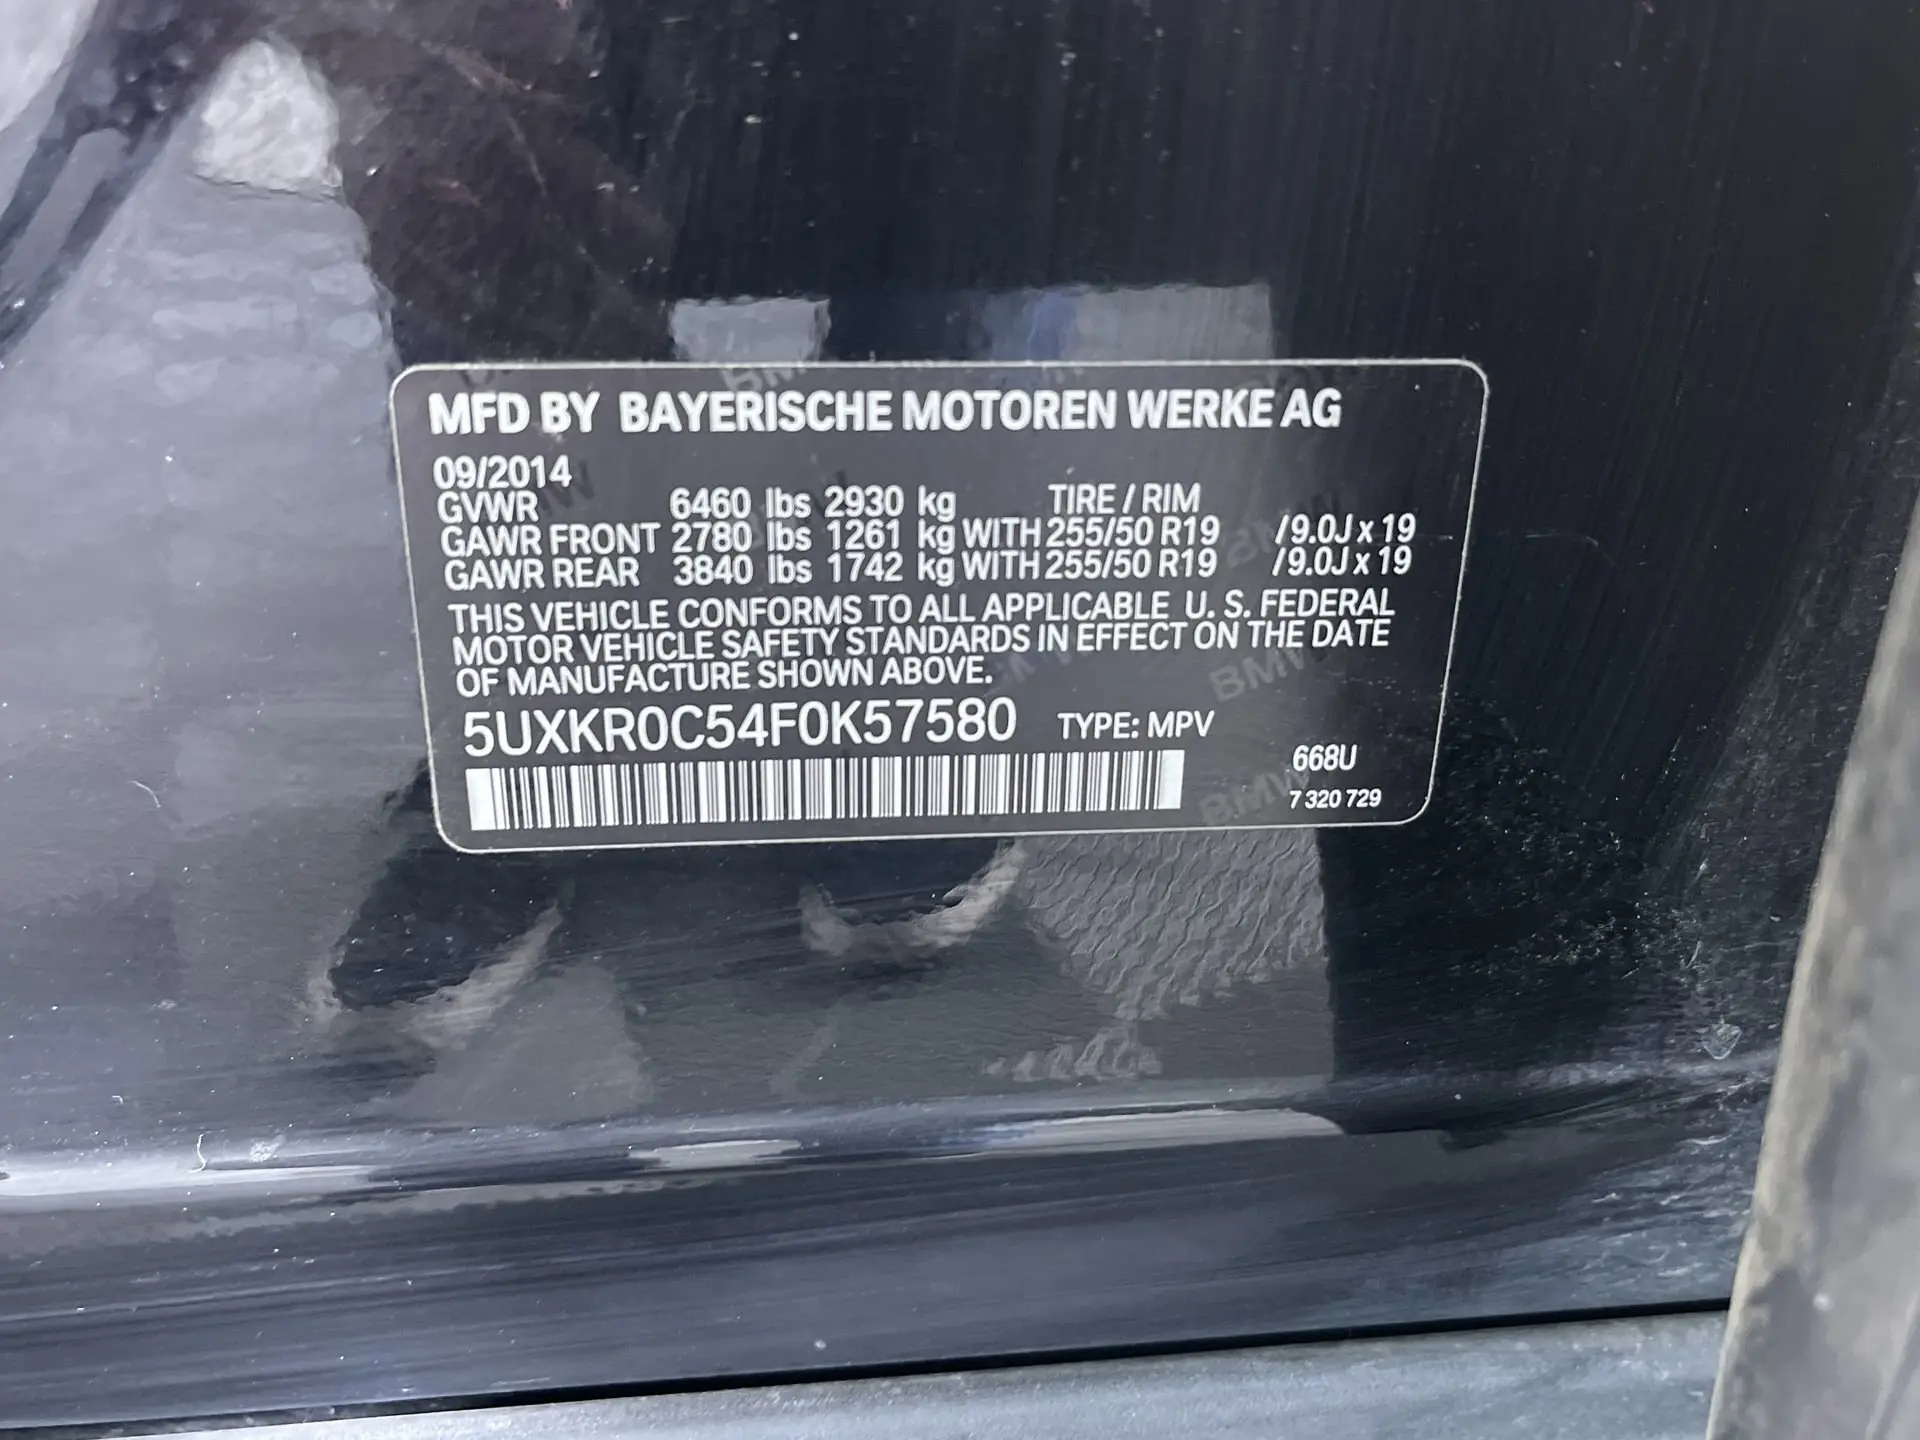 MFD BY BAYERISCHE MOTOREN WERKE AG
09/2014
GVWR 6460 lbs 2930 kg TIRE / RIM
GAWR FRONT 2780 lbs 1261 kg WITH 255/50 R19 /9.0J x 19
GAWR REAR 3840 lbs 1742 kg WITH 255/50 R19 /9.0J x 19
THIS VEHICLE CONFORMS TO ALL APPLICABLE U. S. FEDERAL
MOTOR VEHICLE SAFETY STANDARDS IN EFFECT ON THE DATE
OF MANUFACTURE SHOWN ABOVE.
5UXKR0C54F0K57580 TYPE: MPV
668U
7 320 729